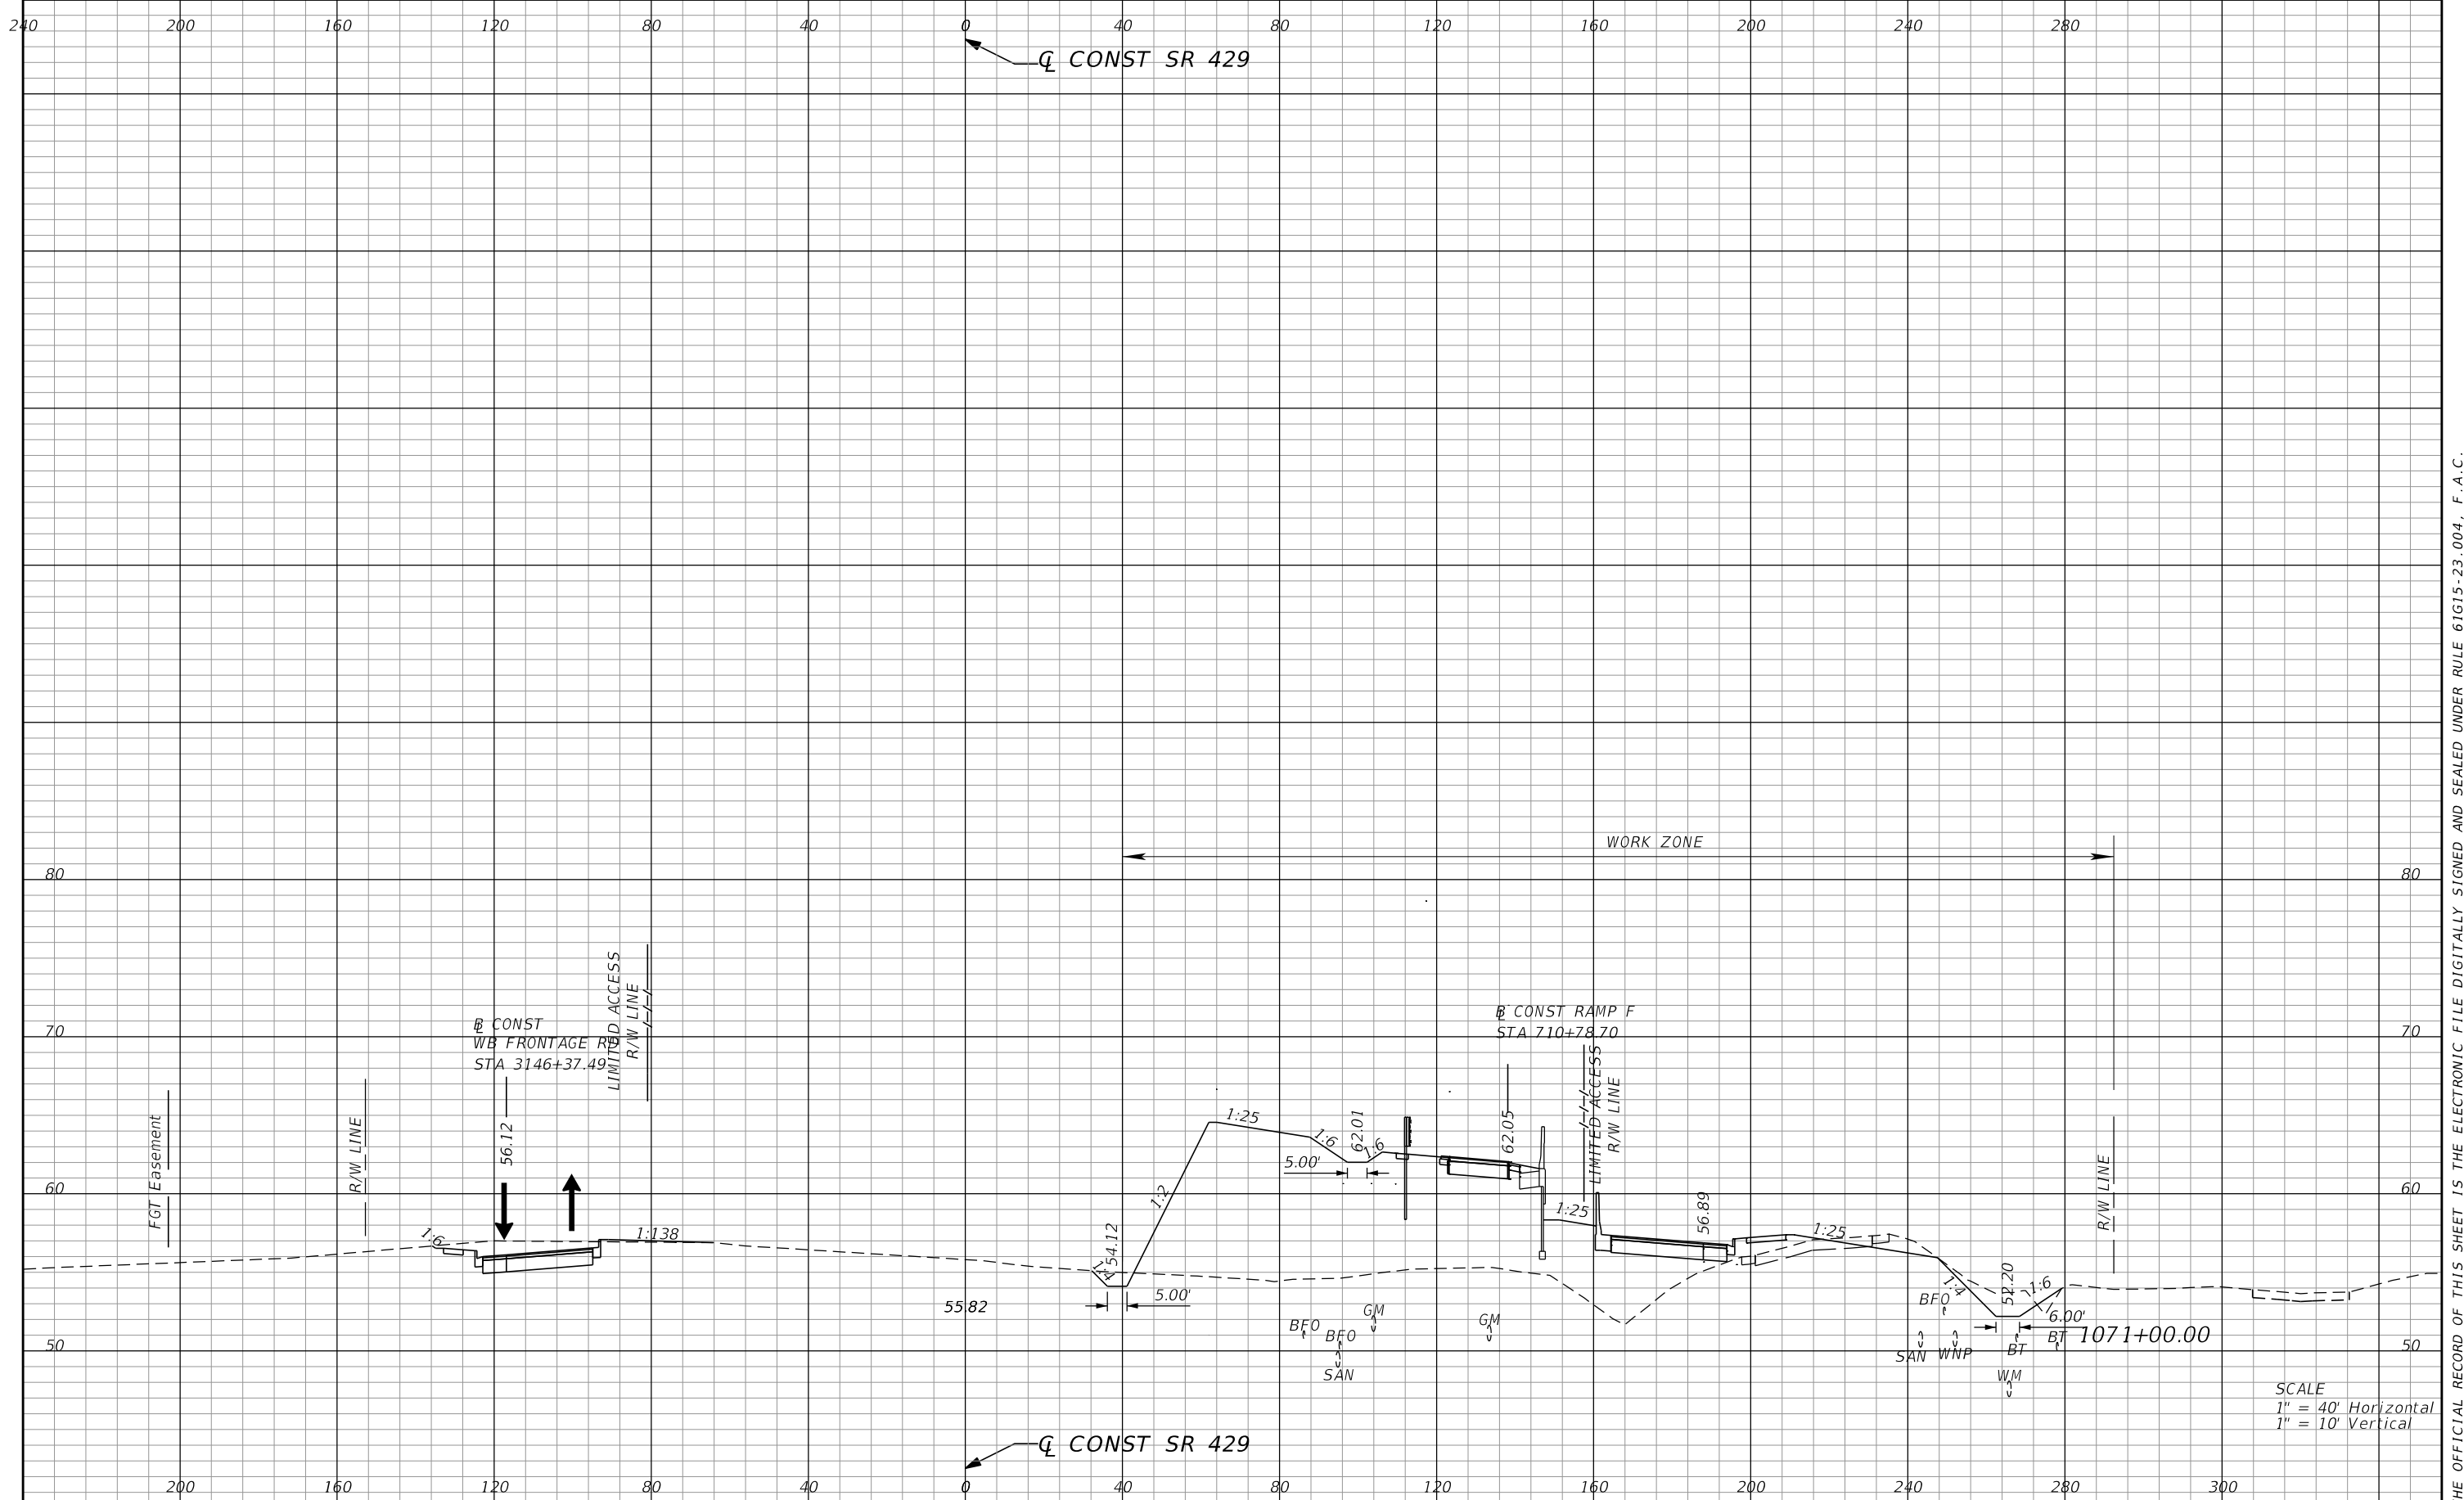 240 200 160 120 80 40 0 40 80 120 160 200 240 280
℄ CONST SR 429
WORK ZONE
80 80
LIMITED ACCESS
R/W LINE
70 70
B̲L CONST
WB FRONTAGE RD
STA 3146+37.49
B̲L CONST RAMP F
STA 710+78.70
LIMITED ACCESS
R/W LINE
FGT Easement
R/W LINE
56.12
1:25
1:6
62.01
1:6
62.05
5.00'
R/W LINE
60 60
1:6
1:138
1:2
54.12
1:25
56.89
1:25
1:4
5.00'
55.82
1:4
52.20
1:6
6.00'
BFO
BFO
SAN
GM
GM
BFO
SAN
WNP
BT
BT
WM
1071+00.00
50 50
SCALE
1" = 40' Horizontal
1" = 10' Vertical
℄ CONST SR 429
200 160 120 80 40 0 40 80 120 160 200 240 280 300
HE OFFICIAL RECORD OF THIS SHEET IS THE ELECTRONIC FILE DIGITALLY SIGNED AND SEALED UNDER RULE 61G15-23.004, F.A.C.